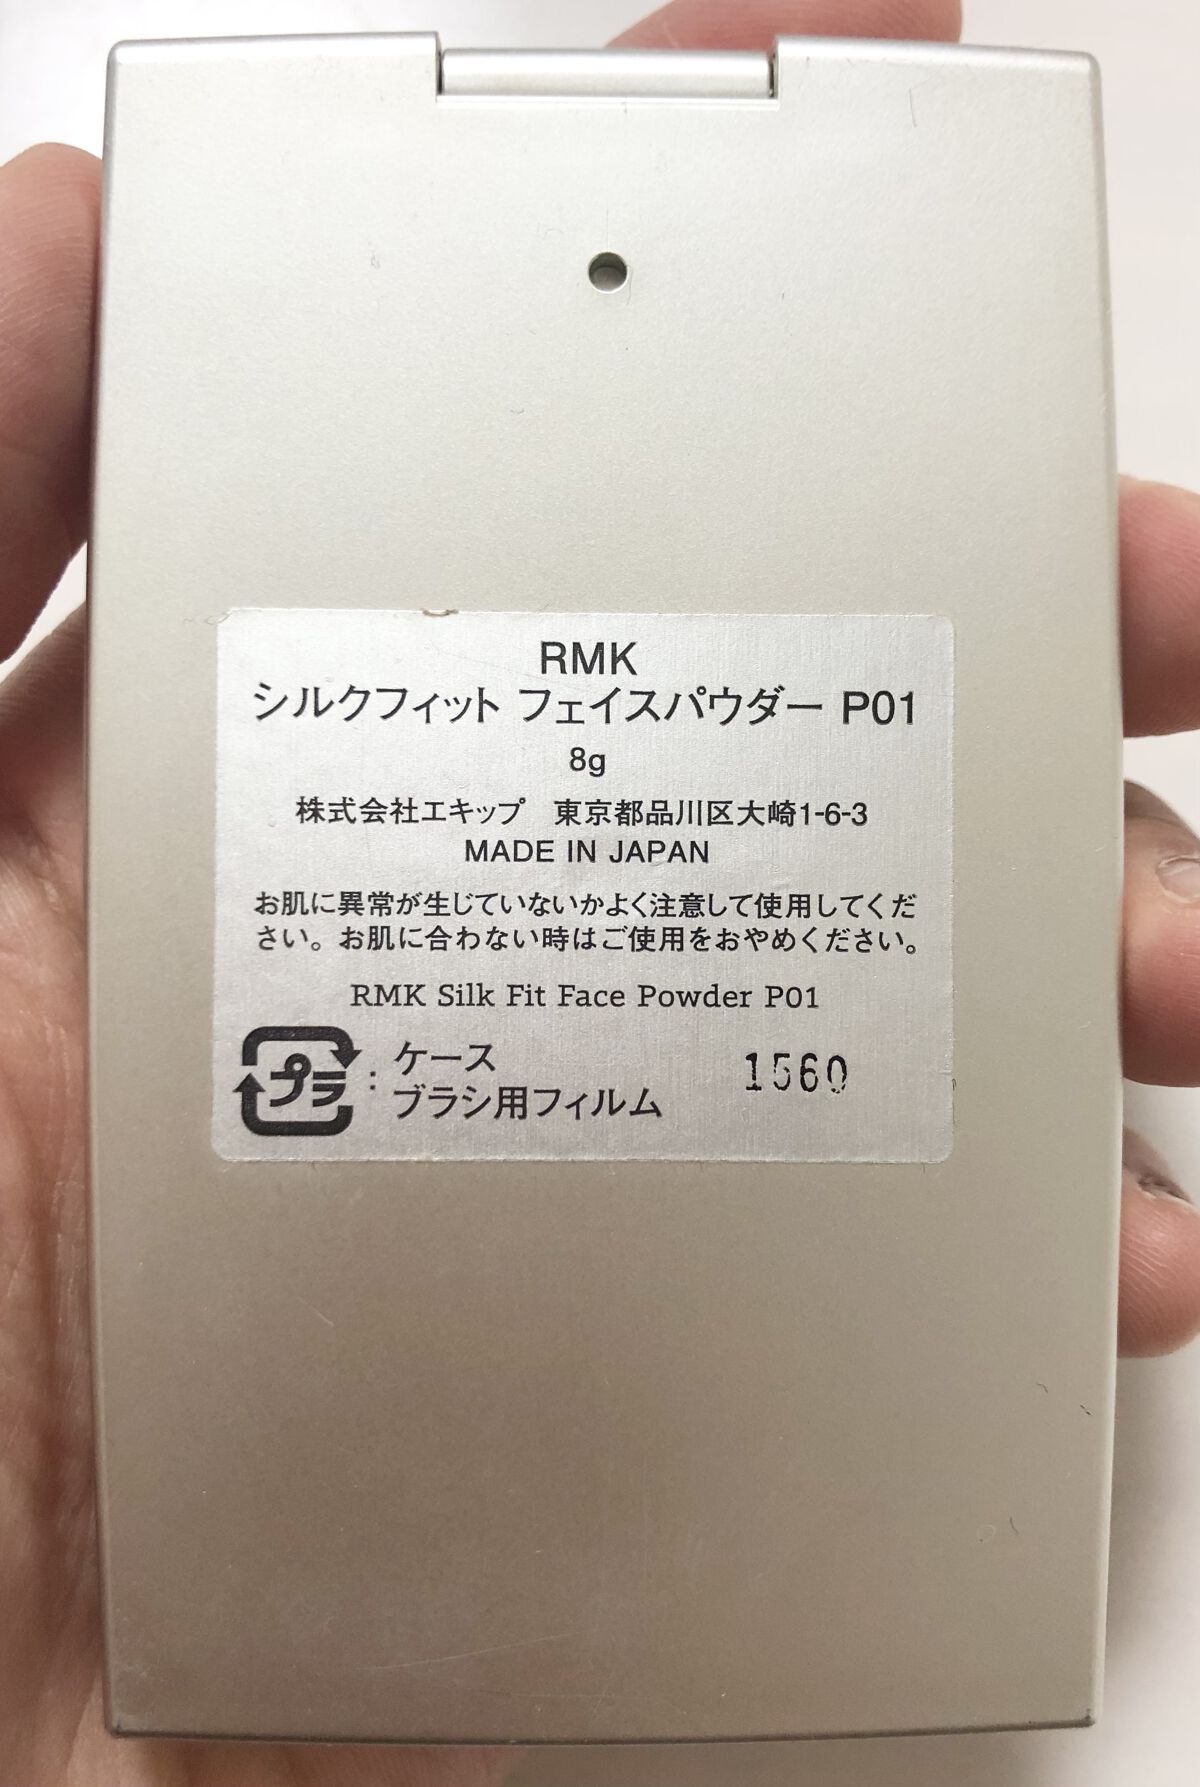 RMK
シルクフィット フェイスパウダー P01
8g
株式会社エキップ　東京都品川区大崎1-6-3
MADE IN JAPAN
お肌に異常が生じていないかよく注意して使用してくだ
さい。お肌に合わない時はご使用をおやめください。
RMK Silk Fit Face Powder P01
プラ : ケース
ブラシ用フィルム
1560